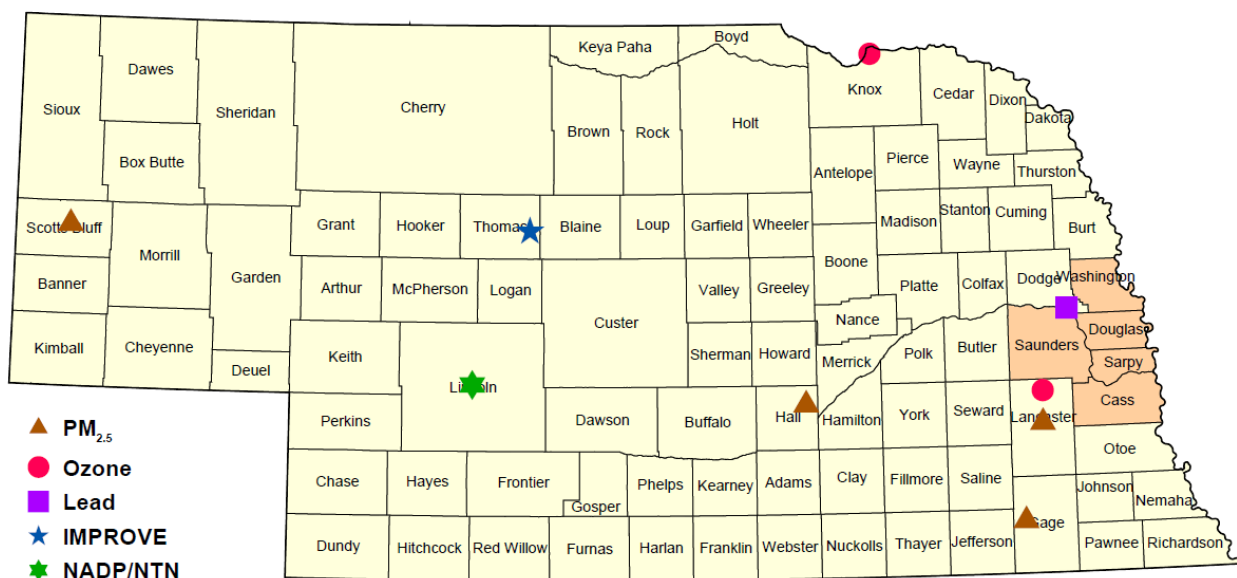 Boyd
Keya Paha
Dawes
Knox
Cedar
Dixon
Sioux
Cherry
Sheridan
Dakota
Holt
Brown
Rock
Pierce
Box Butte
Wayne
Antelope
Thurston
Stanton
Cuming
Madison
Grant
Hooker
Thomas
Blaine
Loup
Garfield
Wheeler
Burt
Scotts Bluff
Morrill
Boone
Garden
Dodge
Washington
Banner
Arthur
McPherson
Logan
Valley
Greeley
Platte
Colfax
Nance
Custer
Douglas
Kimball
Cheyenne
Keith
Sherman
Howard
Merrick
Polk
Butler
Saunders
Sarpy
Deuel
Lincoln
Cass
Perkins
Dawson
Buffalo
Hall
Hamilton
York
Seward
Lancaster
PM2.5
Otoe
Ozone
Chase
Hayes
Frontier
Gosper
Phelps
Kearney
Adams
Clay
Fillmore
Saline
Johnson
Nemaha
Lead
Gage
IMPROVE
Dundy
Hitchcock
Red Willow
Furnas
Harlan
Franklin
Webster
Nuckolls
Thayer
Jefferson
Pawnee
Richardson
NADP/NTN